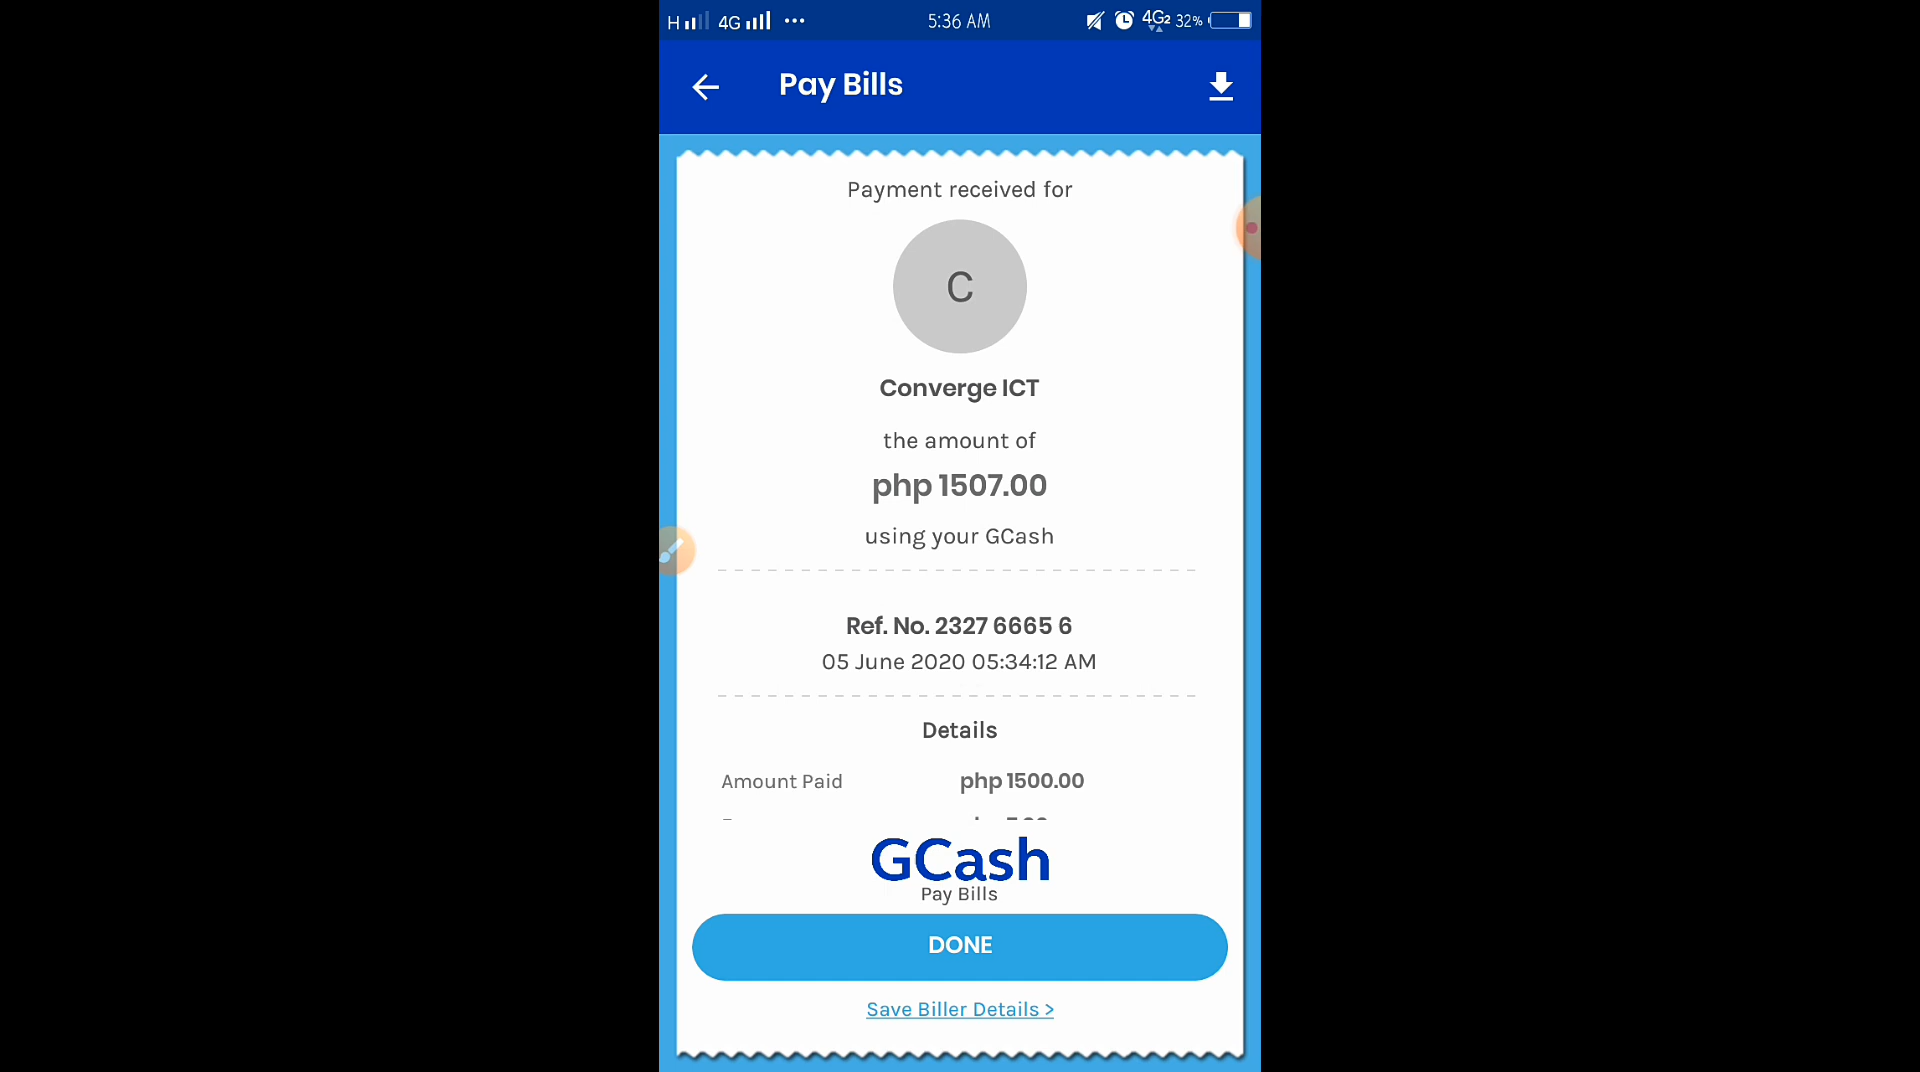 H 4G ... 5:36 AM 4G2 32%
Pay Bills
Payment received for
C
Converge ICT
the amount of
php 1507.00
using your GCash
Ref. No. 2327 6665 6
05 June 2020 05:34:12 AM
Details
Amount Paid php 1500.00
GCash
Pay Bills
DONE
Save Biller Details >